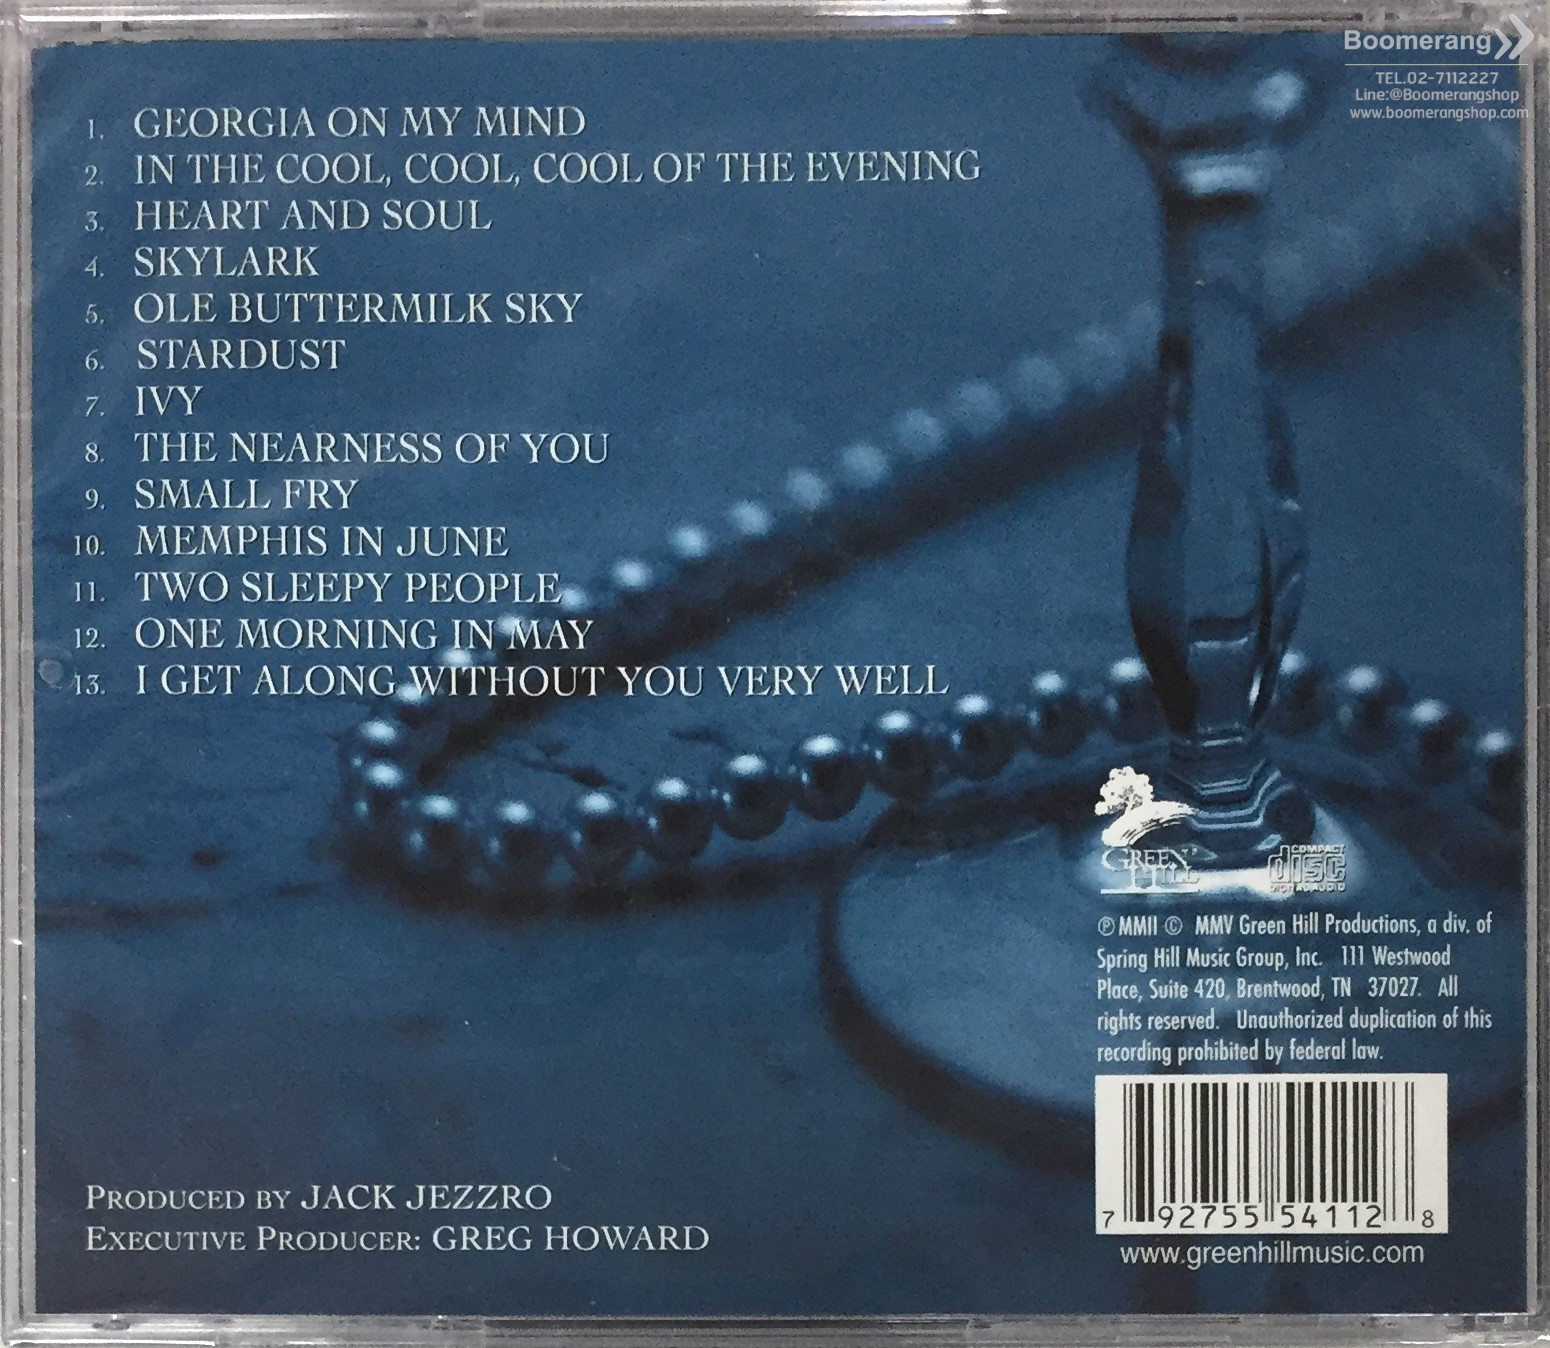 Boomerang
TEL.02-7112227
Line:@Boomerangshop
www.boomerangshop.com
1. GEORGIA ON MY MIND
2. IN THE COOL, COOL, COOL OF THE EVENING
3. HEART AND SOUL
4. SKYLARK
5. OLE BUTTERMILK SKY
6. STARDUST
7. IVY
8. THE NEARNESS OF YOU
9. SMALL FRY
10. MEMPHIS IN JUNE
11. TWO SLEEPY PEOPLE
12. ONE MORNING IN MAY
13. I GET ALONG WITHOUT YOU VERY WELL
GREEN HILL
COMPACT
disc
DIGITAL AUDIO
Ⓟ MMII © MMV Green Hill Productions, a div. of
Spring Hill Music Group, Inc. 111 Westwood
Place, Suite 420, Brentwood, TN 37027. All
rights reserved. Unauthorized duplication of this
recording prohibited by federal law.
7 92755 54112 8
www.greenhillmusic.com
PRODUCED BY JACK JEZZRO
EXECUTIVE PRODUCER: GREG HOWARD